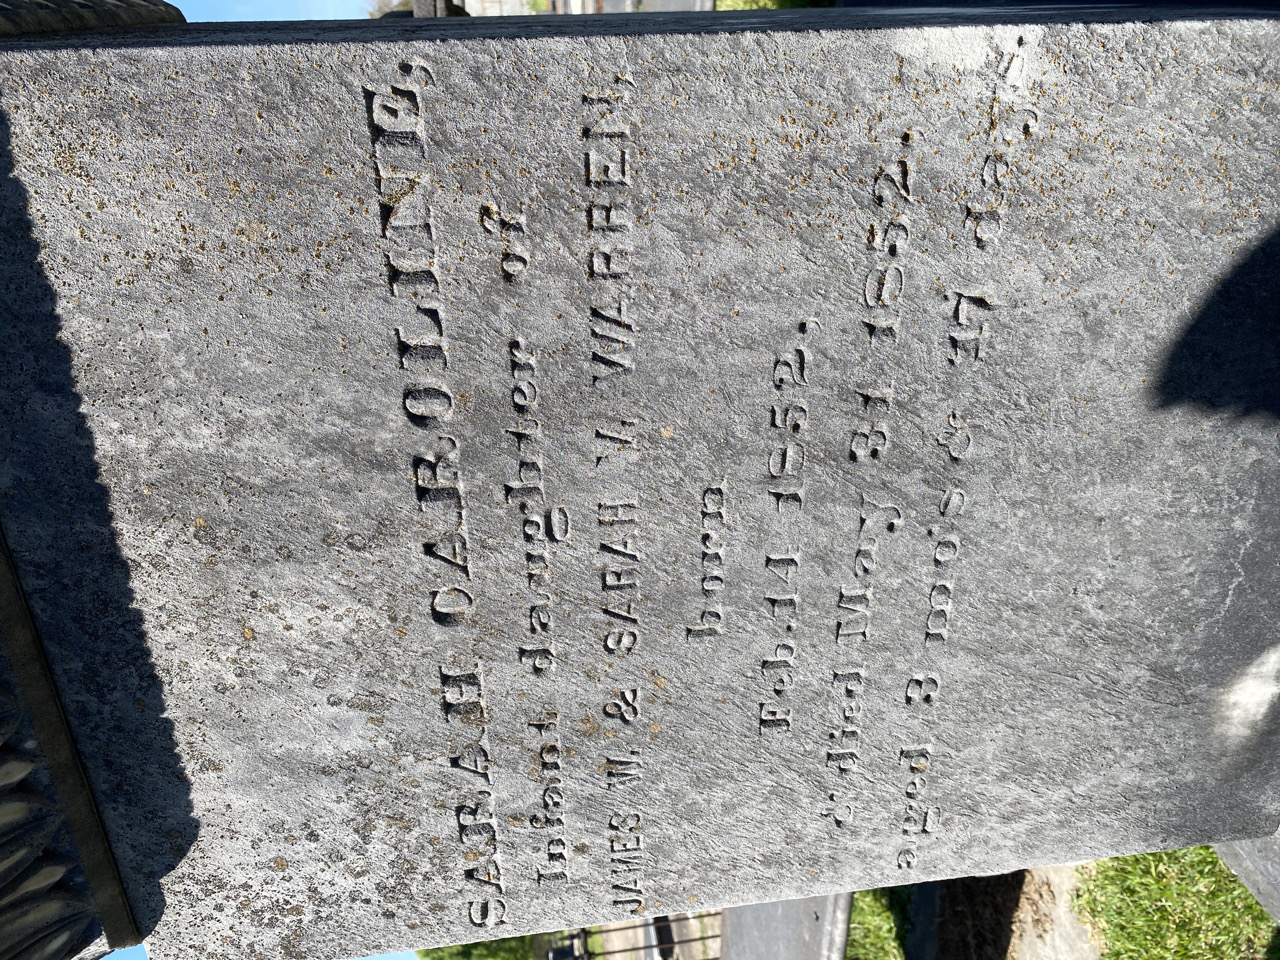 SARAH CAROLINE,
Infant daughter of
JAMES W. & SARAH V. WARREN,
born
Feb. 14 1852,
& died May 31 1852,
aged 3 mo's & 17 days.